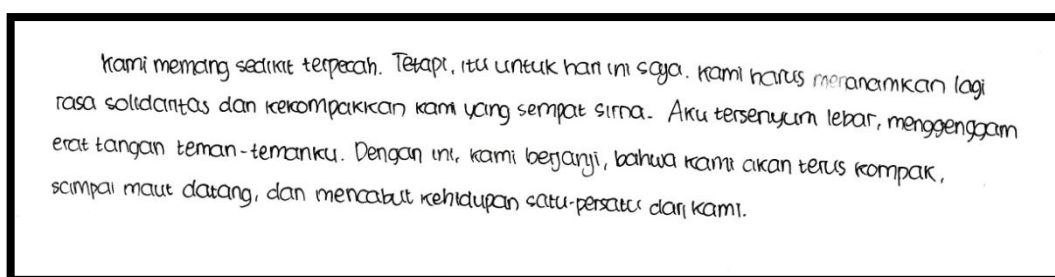 Kami memang sedikit terpecah. Tetapi, itu untuk hari ini saja. Kami harus menanamkan lagi
rasa solidaritas dan kekompakkan kami yang sempat sirna. Aku tersenyum lebar, menggenggam
erat tangan teman-temanku. Dengan ini, kami berjanji, bahwa kami akan terus kompak,
sampai maut datang, dan mencabut kehidupan satu-persatu dari kami.